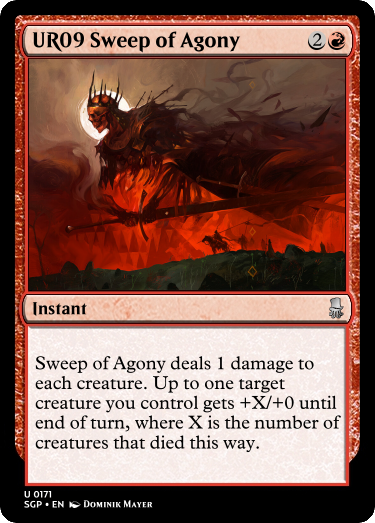 UR09 Sweep of Agony 2
Instant
Sweep of Agony deals 1 damage to
each creature. Up to one target
creature you control gets +X/+0 until
end of turn, where X is the number of
creatures that died this way.
U 0171
SGP • EN DOMINIK MAYER